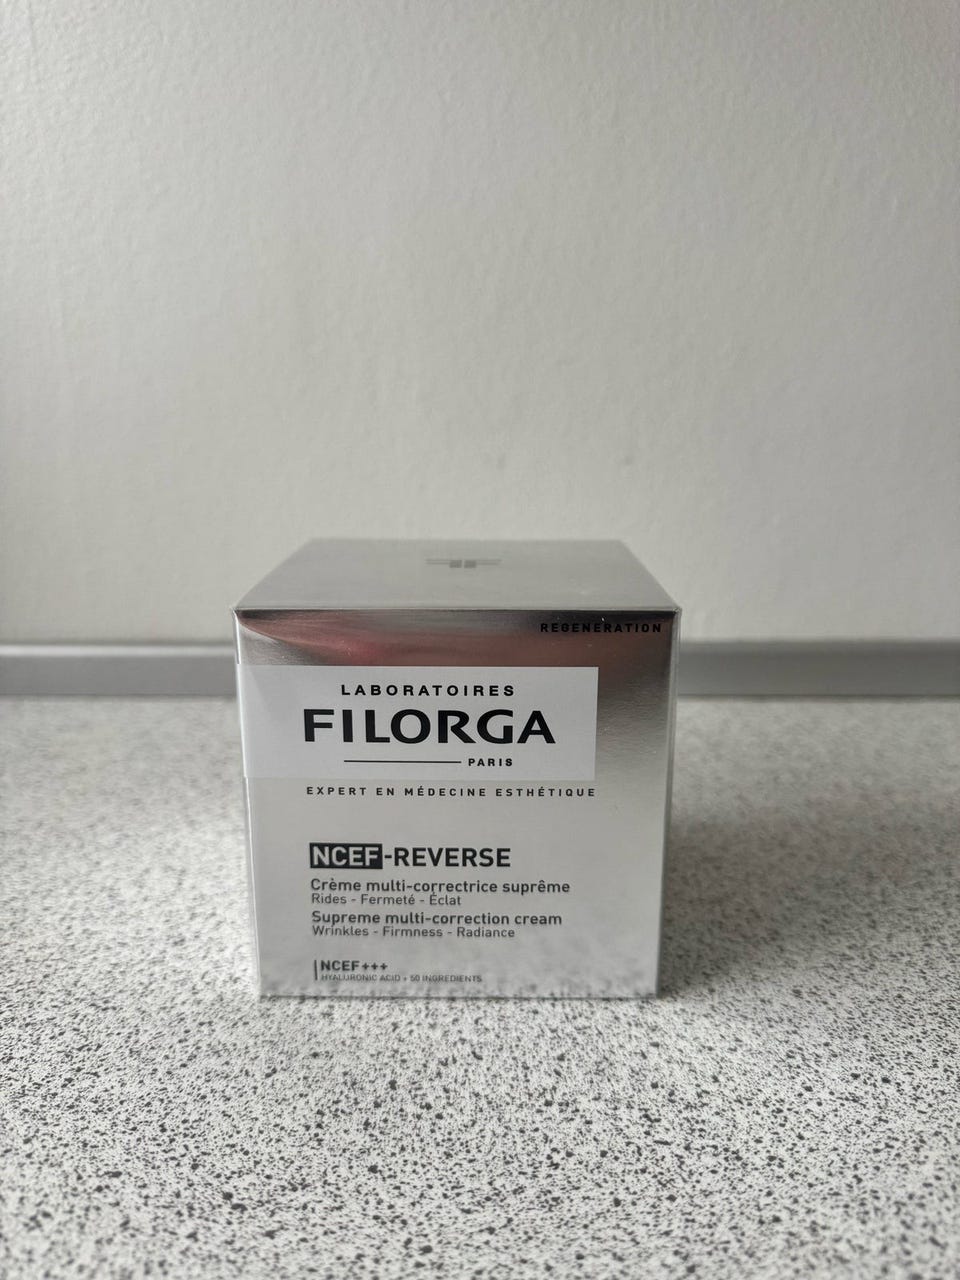 REGENERATION
LABORATOIRES
FILORGA
PARIS
EXPERT EN MÉDECINE ESTHÉTIQUE
NCEF-REVERSE
Crème multi-correctrice suprême
Rides - Fermeté - Éclat
Supreme multi-correction cream
Wrinkles - Firmness - Radiance
NCEF+++
HYALURONIC ACID + 50 INGREDIENTS